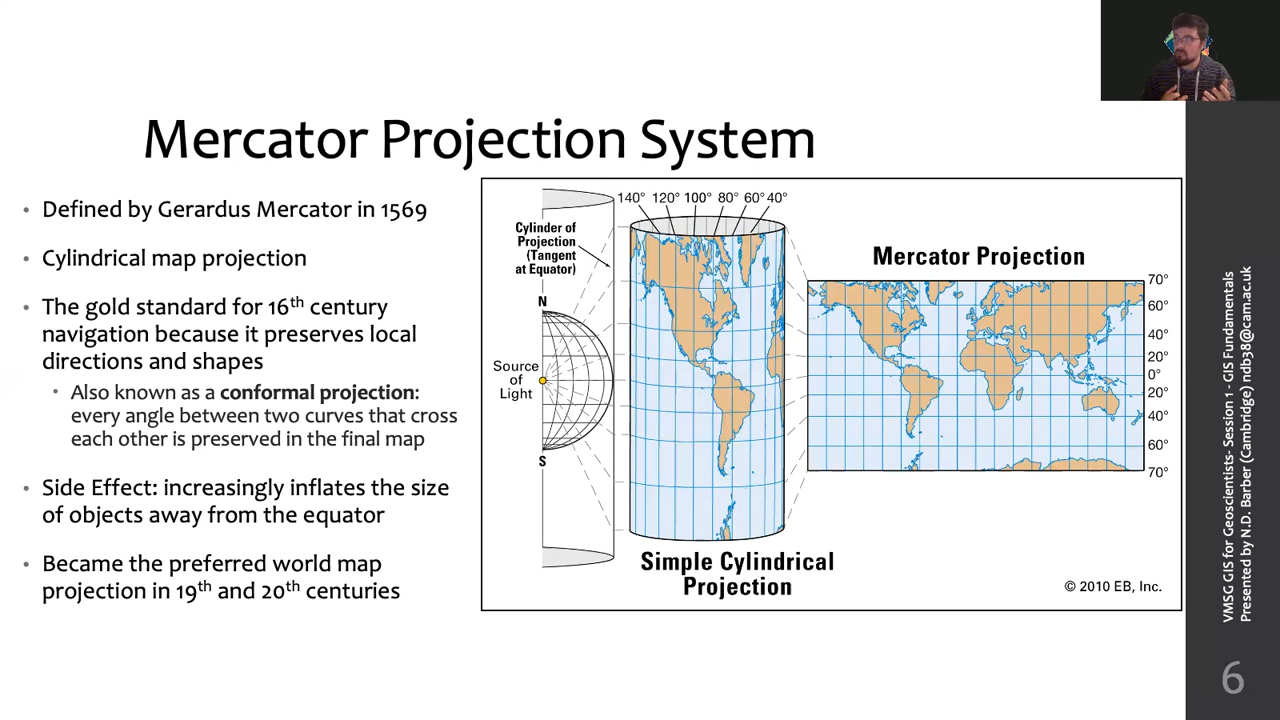 Mercator Projection System
• Defined by Gerardus Mercator in 1569
• Cylindrical map projection
• The gold standard for 16th century
navigation because it preserves local
directions and shapes
• Also known as a conformal projection:
every angle between two curves that cross
each other is preserved in the final map
• Side Effect: increasingly inflates the size
of objects away from the equator
• Became the preferred world map
projection in 19th and 20th centuries
140° 120° 100° 80° 60° 40°
Cylinder of
Projection
(Tangent
at Equator)
N
Source
of
Light
S
Simple Cylindrical
Projection
Mercator Projection
70°
60°
40°
20°
0°
20°
40°
60°
70°
© 2010 EB, Inc.
VMSG GIS for Geoscientists- Session 1 - GIS Fundamentals
Presented by N.D. Barber (Cambridge) ndb38@cam.ac.uk
6